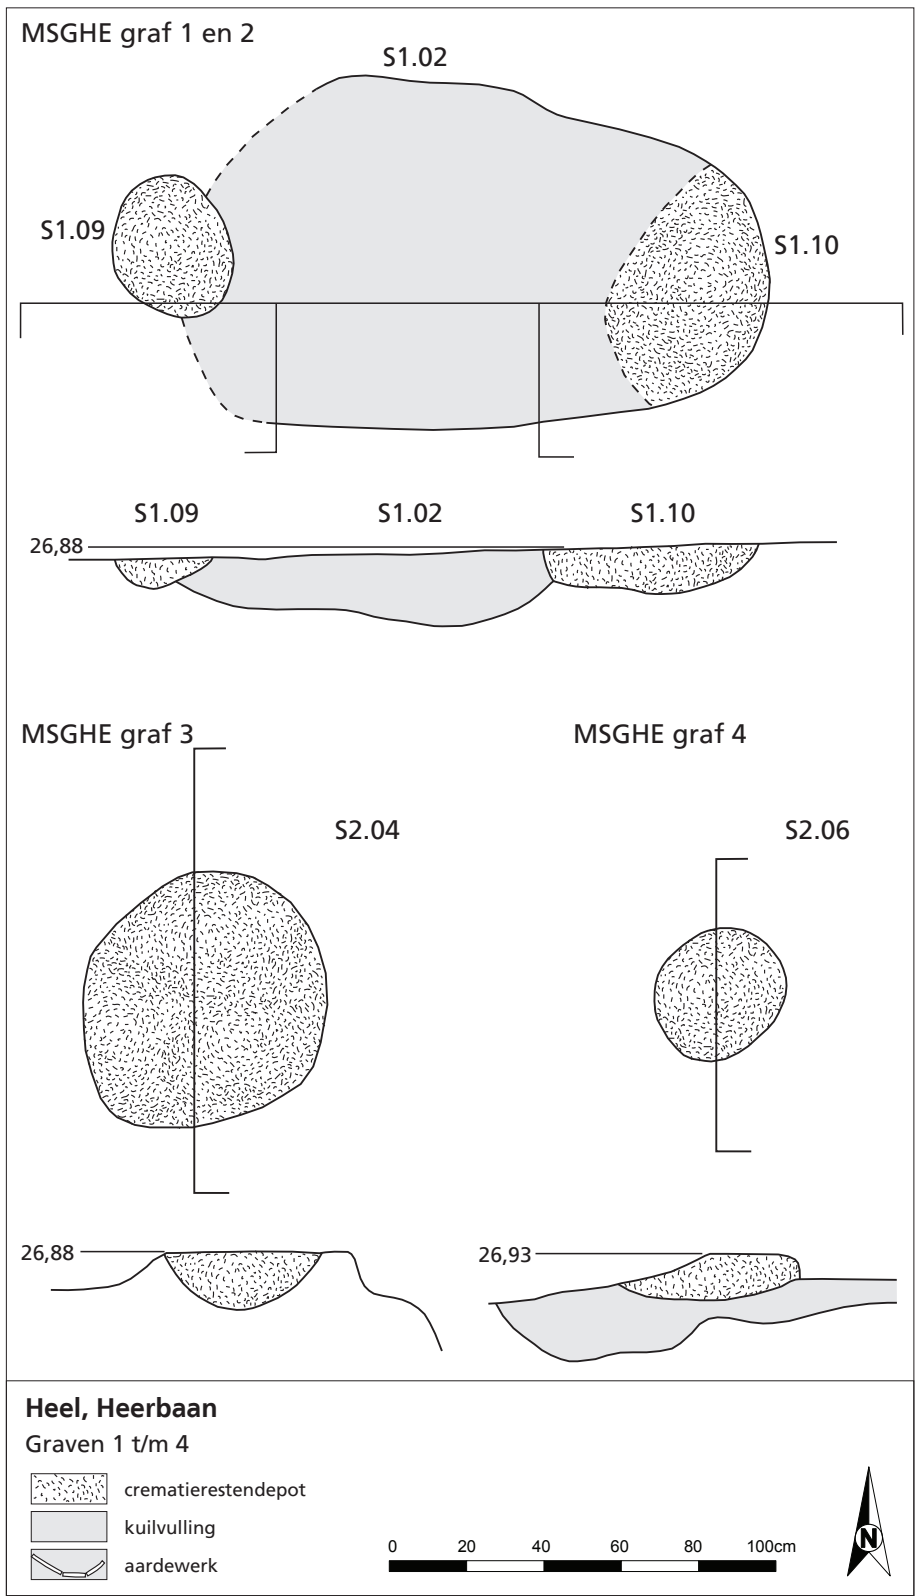 MSGHE graf 1 en 2
S1.02
S1.09
S1.10
S1.09 S1.02 S1.10
26,88
MSGHE graf 3
MSGHE graf 4
S2.04
S2.06
26,88
26,93
Heel, Heerbaan
Graven 1 t/m 4
crematierestendepot
kuilvulling
aardewerk
0 20 40 60 80 100cm
N